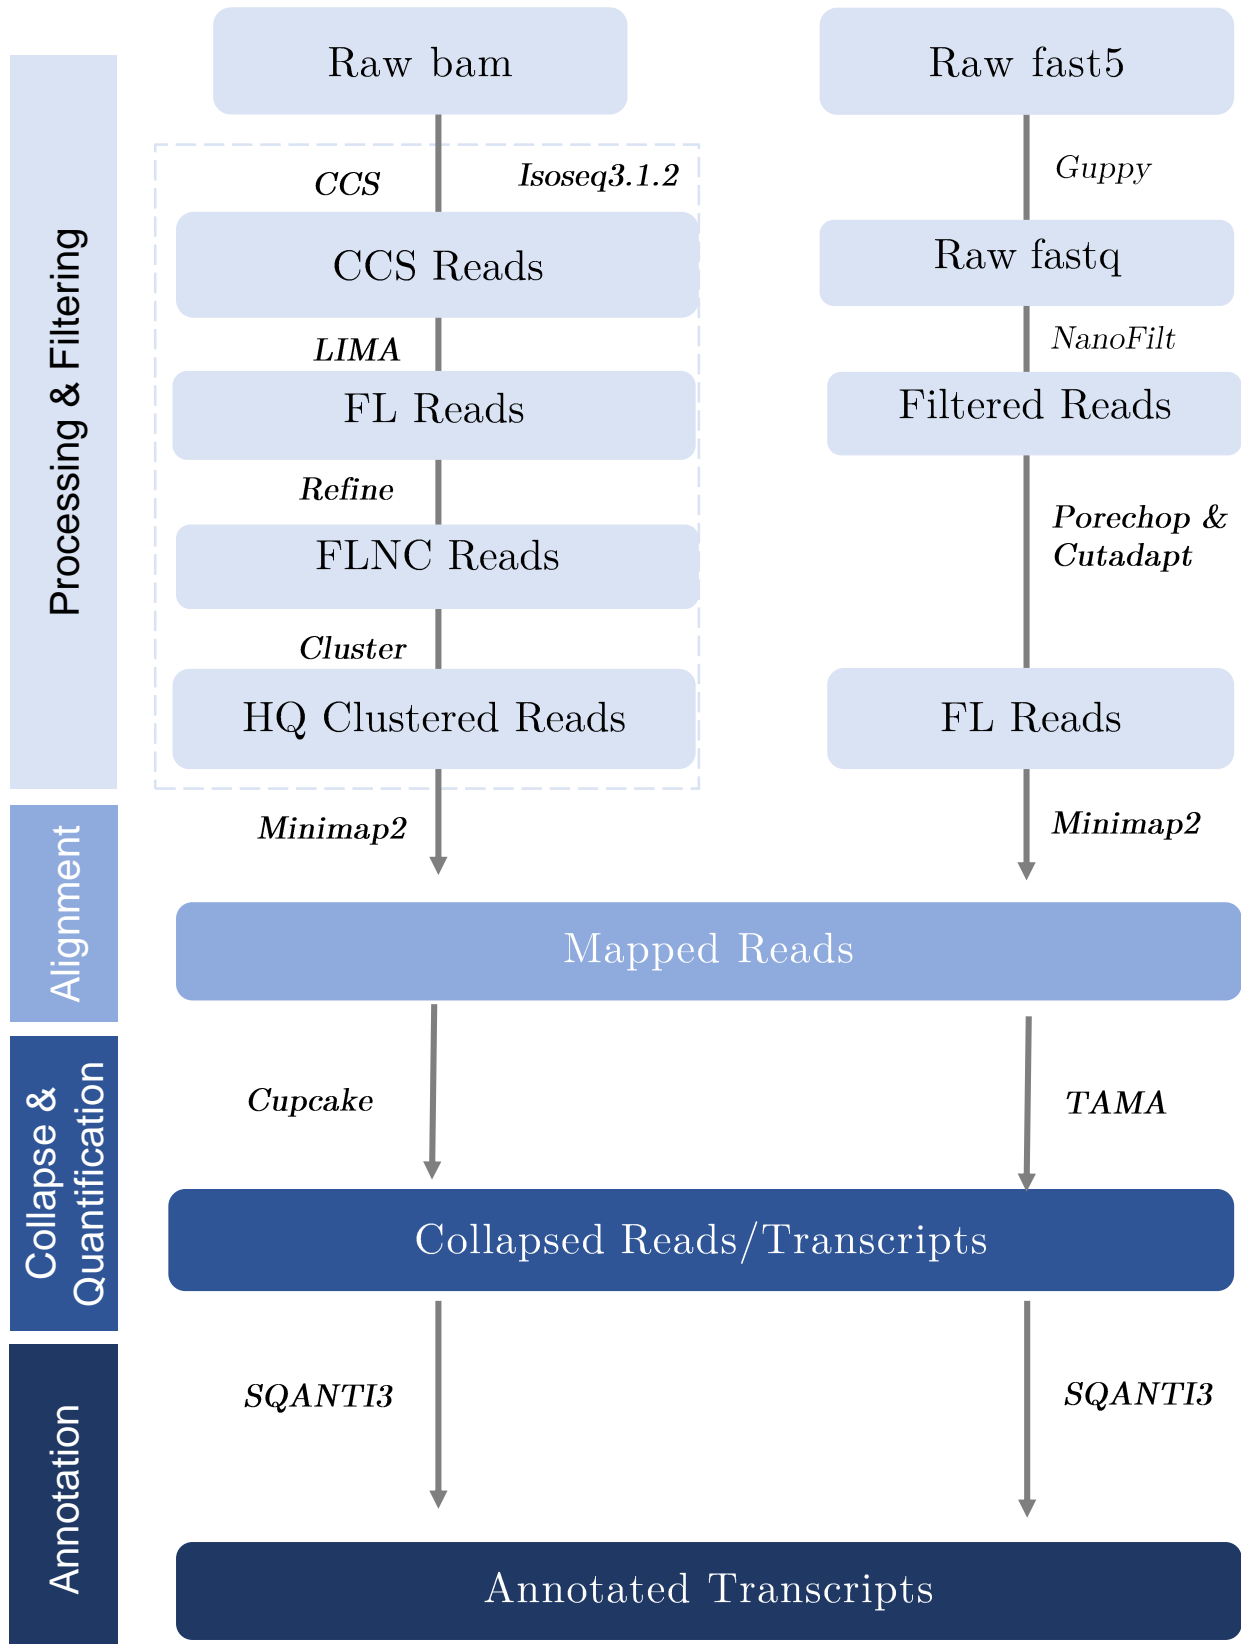 Raw bam
Raw fast5
Processing & Filtering
CCS
Isoseq3.1.2
Guppy
CCS Reads
Raw fastq
LIMA
NanoFilt
FL Reads
Filtered Reads
Refine
Porechop &
Cutadapt
FLNC Reads
Cluster
HQ Clustered Reads
FL Reads
Alignment
Minimap2
Minimap2
Mapped Reads
Collapse &
Quantification
Cupcake
TAMA
Collapsed Reads/Transcripts
Annotation
SQANTI3
SQANTI3
Annotated Transcripts